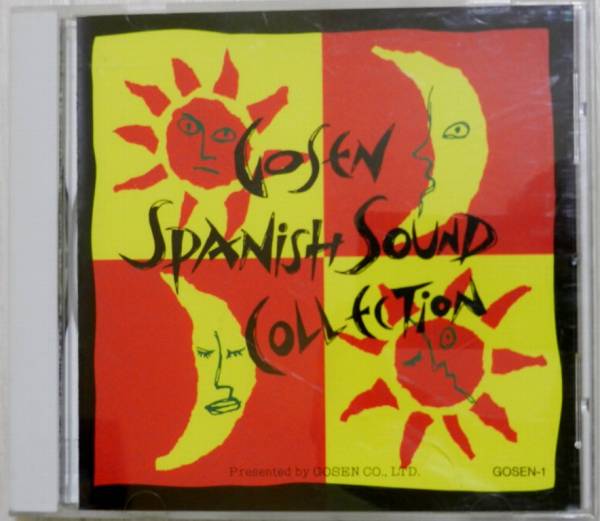 GOSEN
SPANiSH SOUND
COLLECTiON
Presented by GOSEN CO., LTD.
GOSEN-1